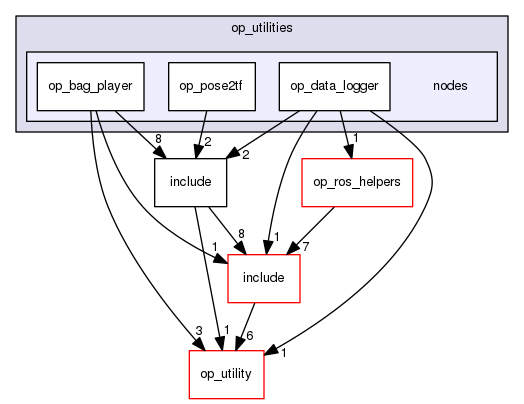 op_utilities
op_bag_player
op_pose2tf
op_data_logger
nodes
8
2
2
1
include
op_ros_helpers
8
1
1
7
include
3
1
6
1
op_utility